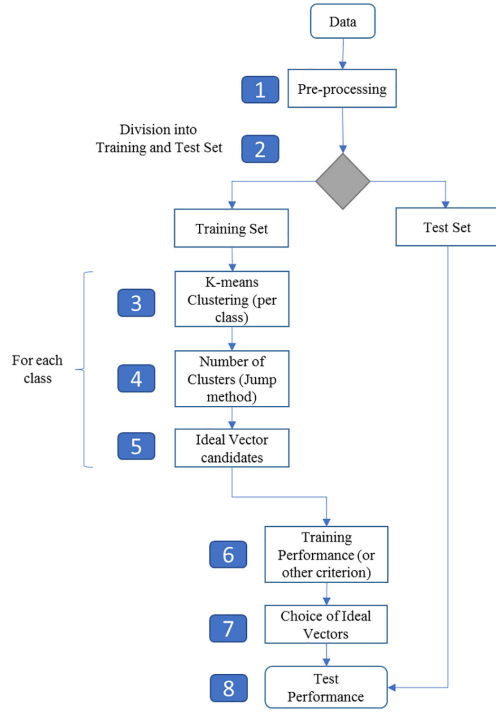 Data
1
Pre-processing
Division into
Training and Test Set
2
Training Set
Test Set
3
K-means
Clustering (per
class)
For each
class
4
Number of
Clusters (Jump
method)
5
Ideal Vector
candidates
6
Training
Performance (or
other criterion)
7
Choice of Ideal
Vectors
8
Test
Performance